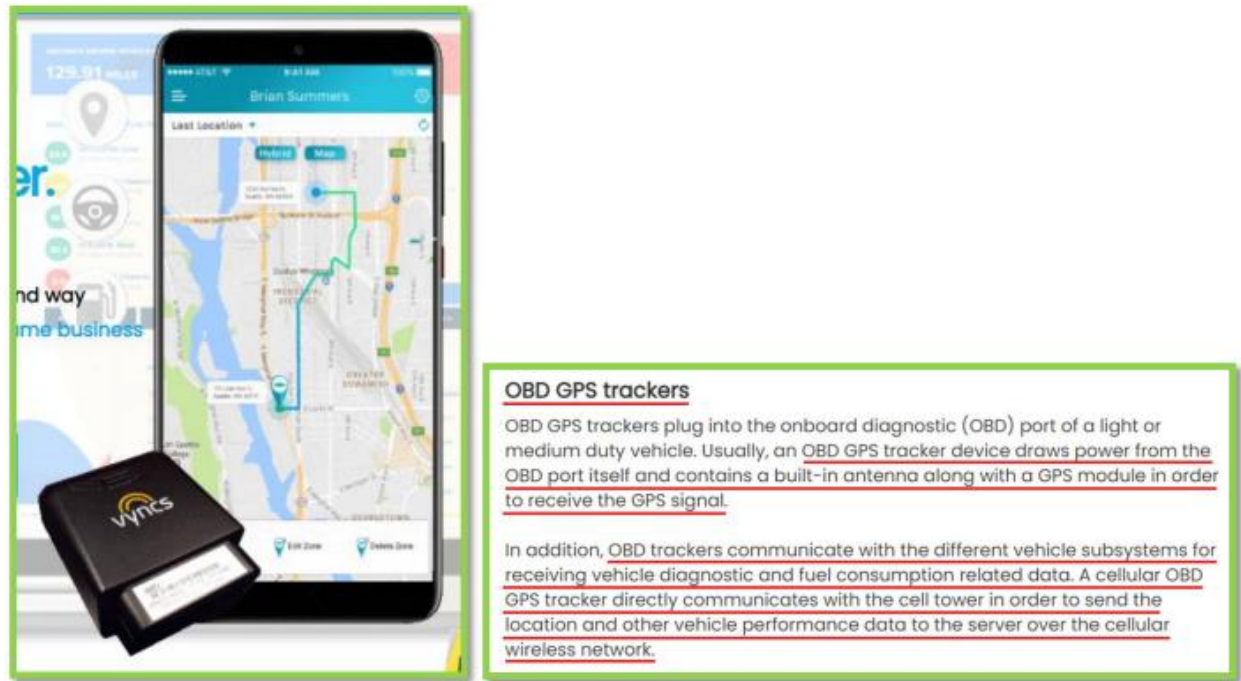 129.91 MILES
er.
nd way
me business
AT&T 9:41 AM 100%
Brian Summers
Last Location
Hybrid Map
Edit Zone Delete Zone
vyncs
OBD GPS trackers
OBD GPS trackers plug into the onboard diagnostic (OBD) port of a light or
medium duty vehicle. Usually, an OBD GPS tracker device draws power from the
OBD port itself and contains a built-in antenna along with a GPS module in order
to receive the GPS signal.
In addition, OBD trackers communicate with the different vehicle subsystems for
receiving vehicle diagnostic and fuel consumption related data. A cellular OBD
GPS tracker directly communicates with the cell tower in order to send the
location and other vehicle performance data to the server over the cellular
wireless network.